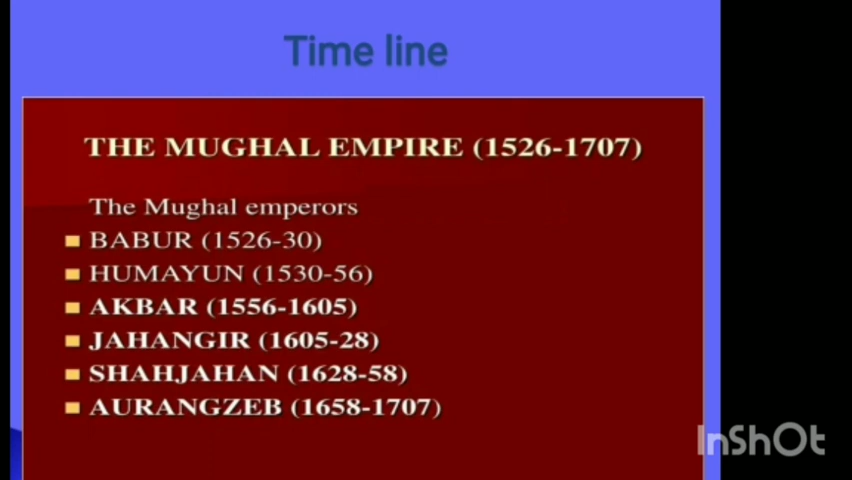 Time line
THE MUGHAL EMPIRE (1526-1707)
The Mughal emperors
BABUR (1526-30)
HUMAYUN (1530-56)
AKBAR (1556-1605)
JAHANGIR (1605-28)
SHAHJAHAN (1628-58)
AURANGZEB (1658-1707)
InShOt